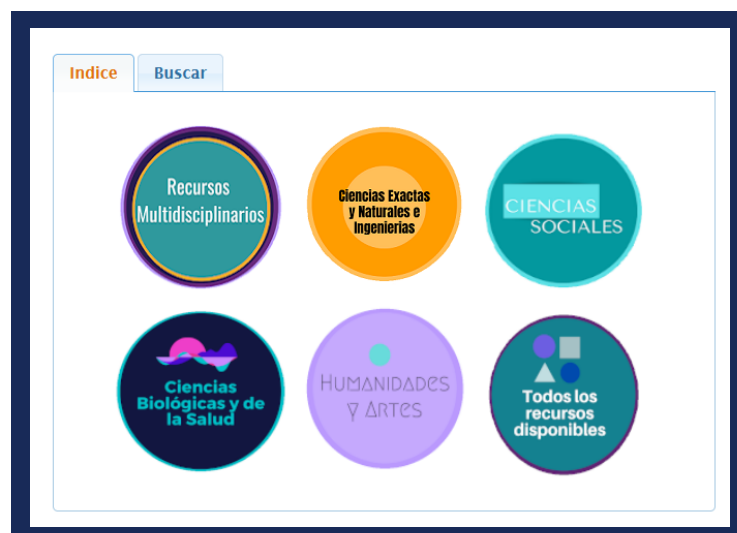 Indice
Buscar
Recursos
Multidisciplinarios
Ciencias Exactas
y Naturales e
Ingenierias
CIENCIAS
SOCIALES
Ciencias
Biológicas y de
la Salud
HUMANIDADES
Y ARTES
Todos los
recursos
disponibles